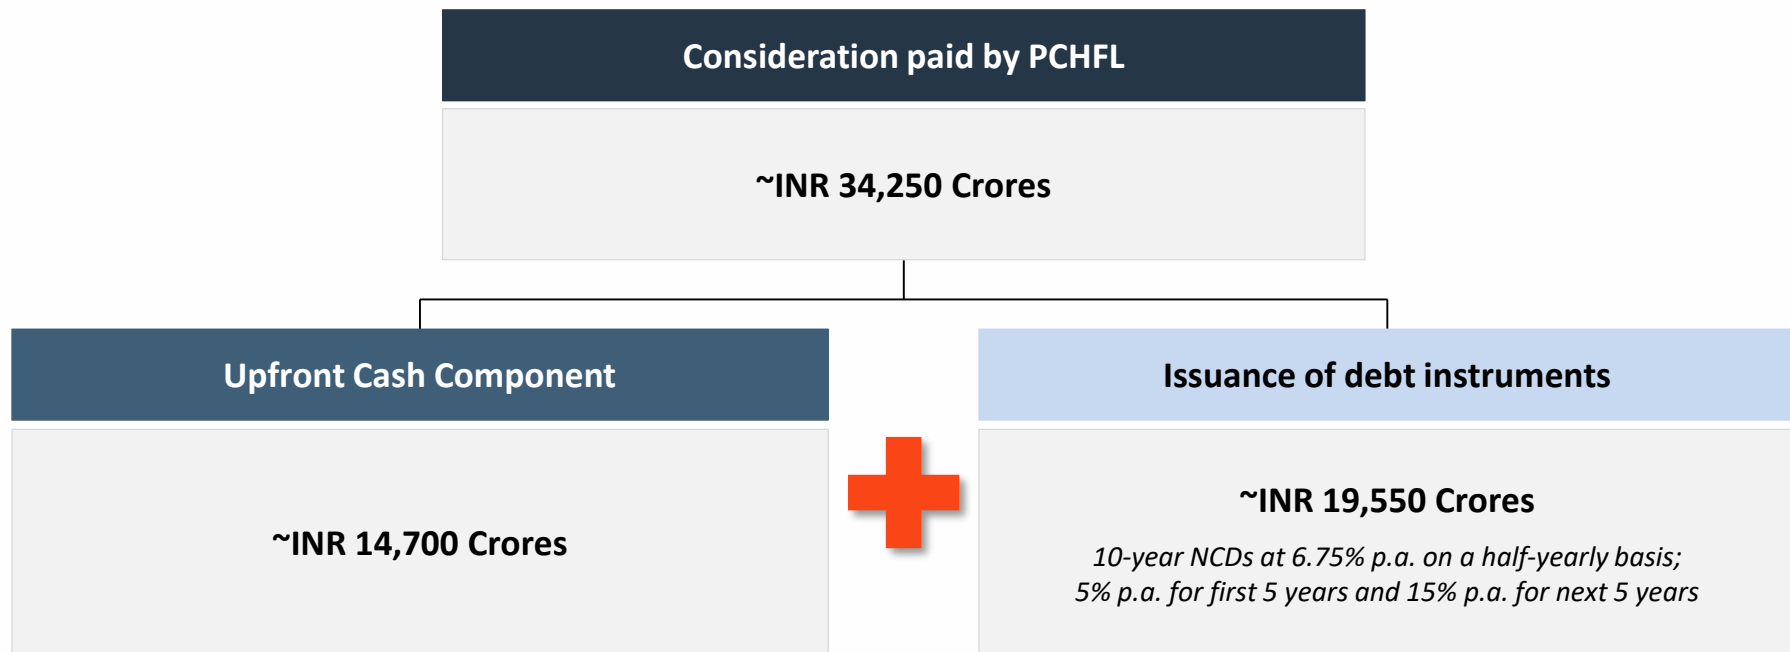 Consideration paid by PCHFL
~INR 34,250 Crores
Upfront Cash Component
~INR 14,700 Crores
Issuance of debt instruments
~INR 19,550 Crores
10-year NCDs at 6.75% p.a. on a half-yearly basis;
5% p.a. for first 5 years and 15% p.a. for next 5 years